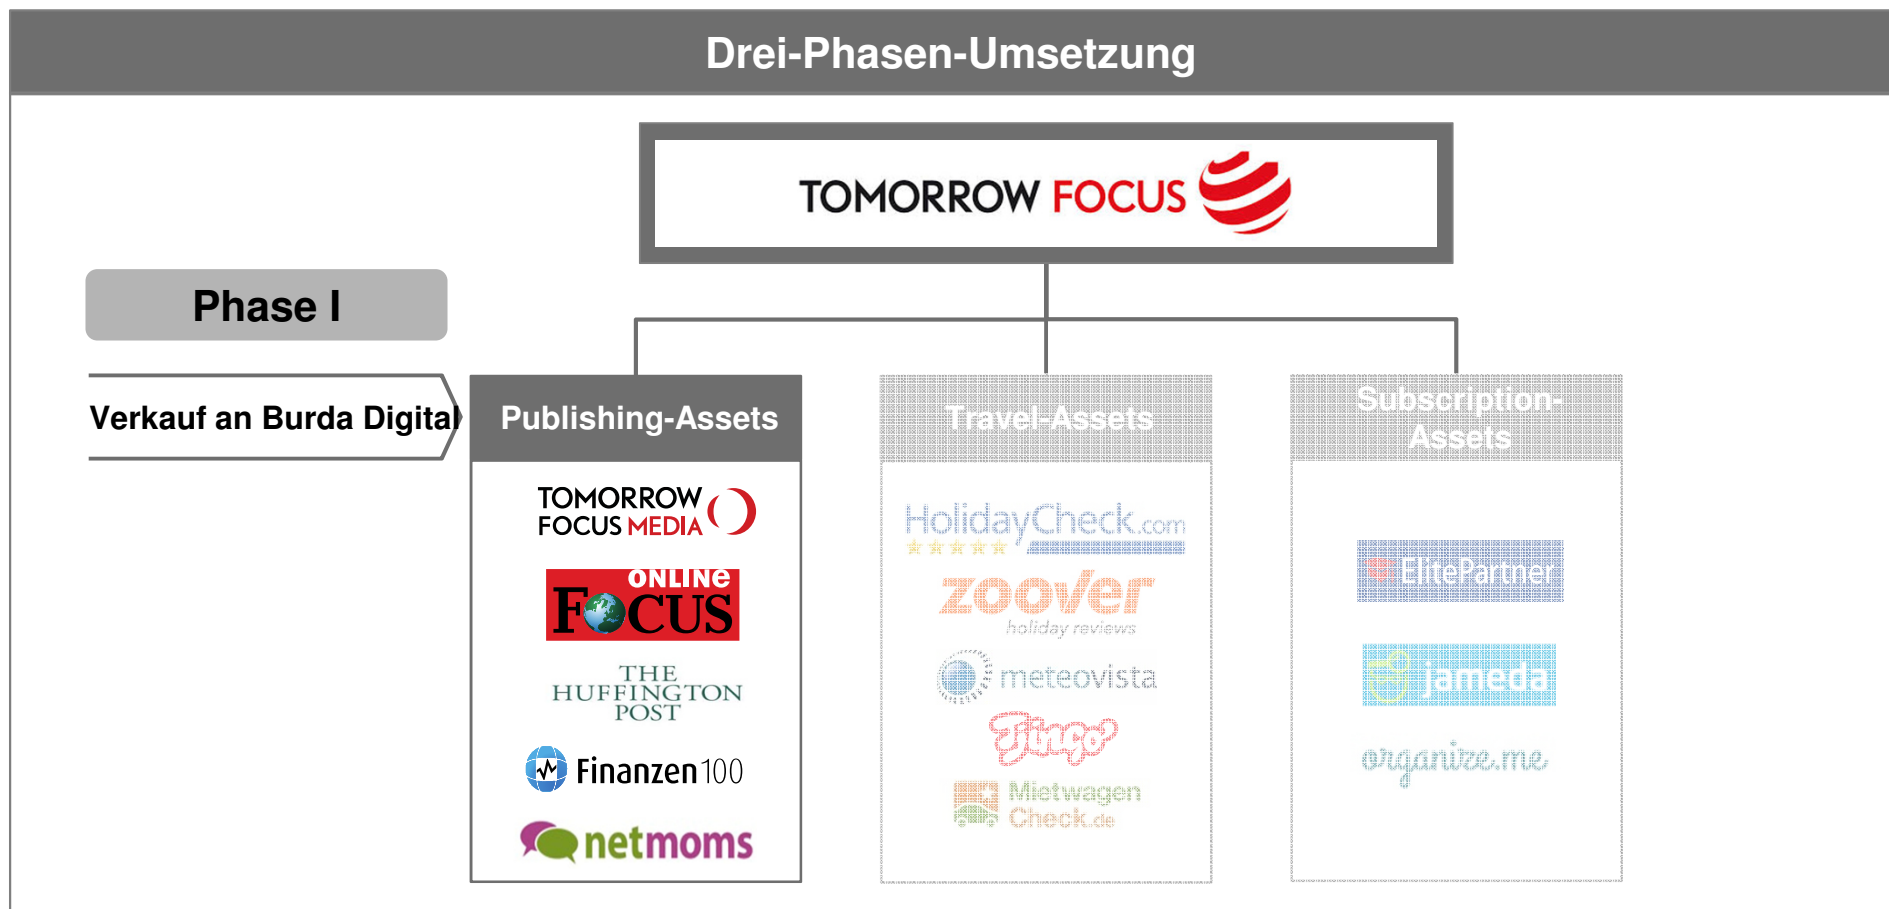 Drei-Phasen-Umsetzung
TOMORROW FOCUS
Phase I
Verkauf an Burda Digital
Publishing-Assets
TOMORROW
FOCUS MEDIA
ONLINE
FOCUS
THE
HUFFINGTON
POST
Finanzen100
netmoms
Travel-Assets
HolidayCheck.com
zoover
holiday reviews
meteovista
Tjingo
Mietwagen
Check.de
Subscription-
Assets
ElitePartner
jameda
organize.me